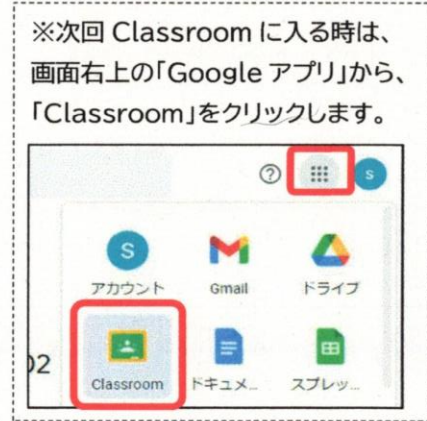 ※次回 Classroom に入る時は、
画面右上の「Google アプリ」から、
「Classroom」をクリックします。
? S
S
アカウント Gmail ドライブ
02
Classroom ドキュメ... スプレッ...